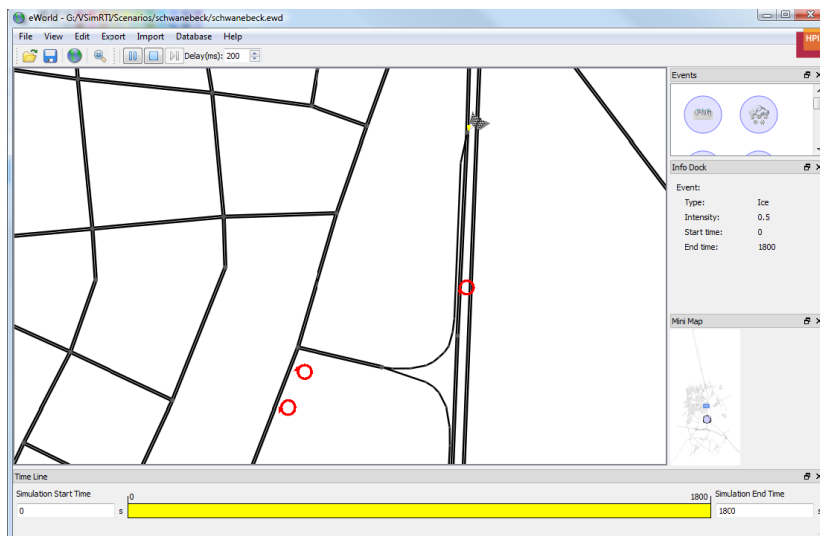 eWorld - G:/VSimRTI/Scenarios/schwanebeck/schwanebeck.ewd
File View Edit Export Import Database Help
HPI
Delay(ms): 200
Events
Info Dock
Event:
Type: Ice
Intensity: 0.5
Start time: 0
End time: 1800
Mini Map
Time Line
Simulation Start Time
0 s
0
1800
Simulation End Time
1800 s